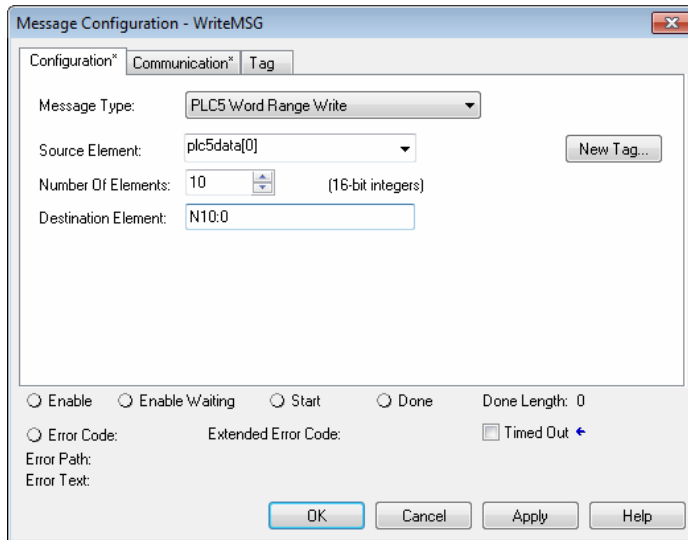 Message Configuration - WriteMSG
Configuration* Communication* Tag
Message Type: PLC5 Word Range Write
Source Element: plc5data[0] New Tag...
Number Of Elements: 10 (16-bit integers)
Destination Element: N10:0
Enable Enable Waiting Start Done Done Length: 0
Error Code: Extended Error Code: Timed Out
Error Path:
Error Text:
OK Cancel Apply Help